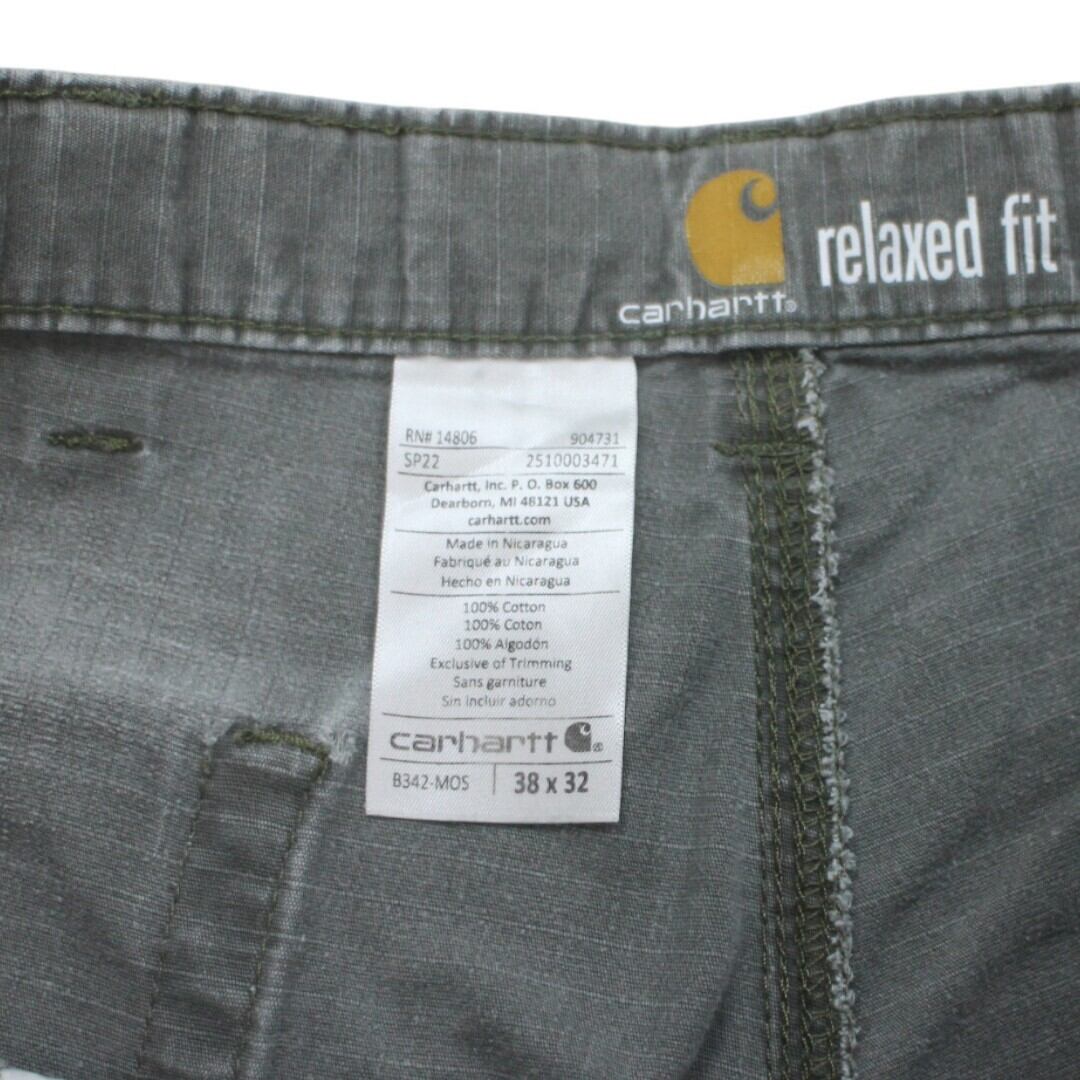 relaxed fit
carhartt®
RN# 14806 904731
SP22 2510003471
Carhartt, Inc. P. O. Box 600
Dearborn, MI 48121 USA
carhartt.com
Made in Nicaragua
Fabriqué au Nicaragua
Hecho en Nicaragua
100% Cotton
100% Coton
100% Algodón
Exclusive of Trimming
Sans garniture
Sin incluir adorno
carhartt ®
B342-MOS 38 x 32